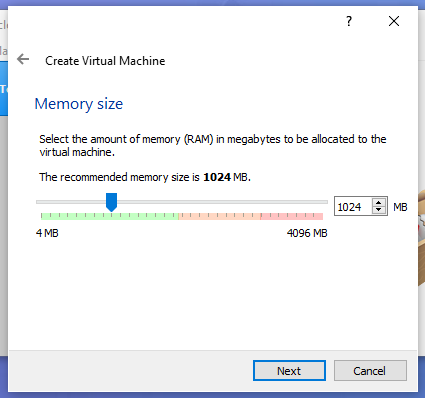 Create Virtual Machine
Memory size
Select the amount of memory (RAM) in megabytes to be allocated to the
virtual machine.
The recommended memory size is 1024 MB.
1024 MB
4 MB 4096 MB
Next Cancel